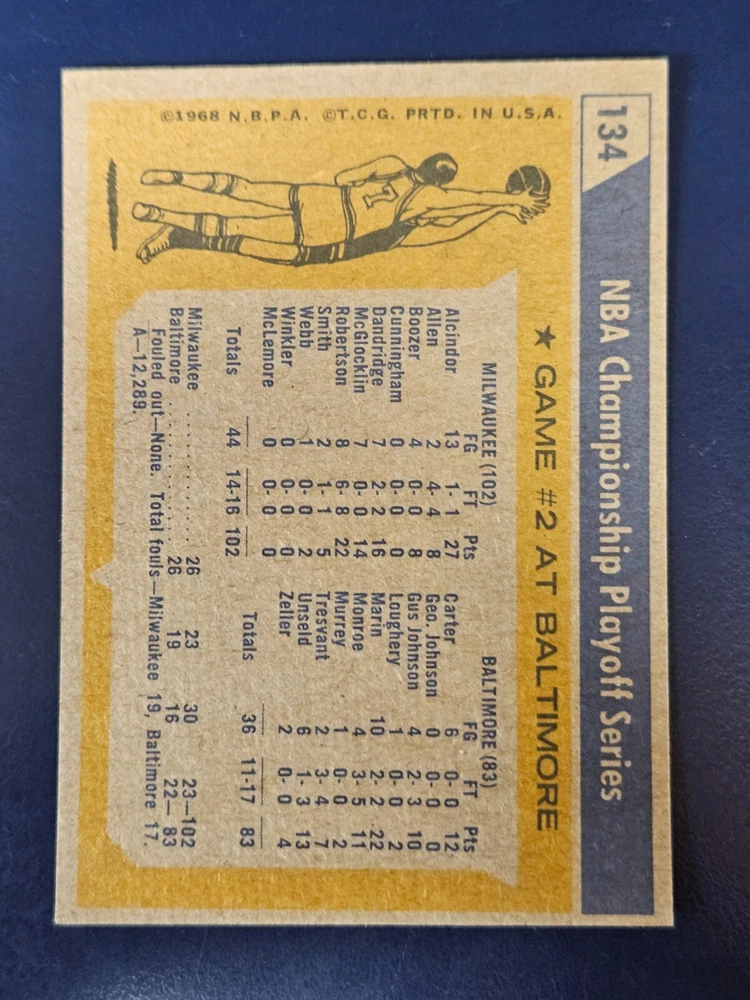 134
NBA Championship Playoff Series
★ GAME #2 AT BALTIMORE
MILWAUKEE (102)
FG FT Pts
Alcindor 13 1- 1 27
Allen 2 4- 4 8
Boozer 4 0- 0 8
Cunningham 0 0- 0 0
Dandridge 7 2- 2 16
McGlocklin 7 0- 0 14
Robertson 8 6- 8 22
Smith 2 1- 1 5
Webb 1 0- 0 2
Winkler 0 0- 0 0
McLemore 0 0- 0 0
Totals 44 14-16 102
BALTIMORE (83)
FG FT Pts
Carter 6 0- 0 12
Geo. Johnson 0 0- 0 0
Gus Johnson 4 2- 3 10
Loughery 1 0- 0 2
Marin 10 2- 2 22
Monroe 4 3- 5 11
Murrey 1 0- 0 2
Tresvant 2 3- 4 7
Unseld 6 1- 3 13
Zeller 2 0- 0 4
Totals 36 11-17 83
Milwaukee . . . . . . . . . . 26 23 30 23—102
Baltimore . . . . . . . . . . 26 19 16 22— 83
Fouled out—None. Total fouls—Milwaukee 19, Baltimore 17.
A—12,289.
1
©1968 N.B.P.A. ©T.C.G. PRTD. IN U.S.A.